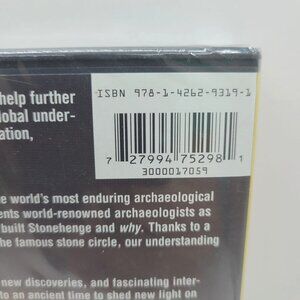 ISBN 978-1-4262-9319-1
7 27994 75298 1
3000017059
help further
lobal under-
ation,
e world's most enduring archaeological
ents world-renowned archaeologists as
built Stonehenge and why. Thanks to a
the famous stone circle, our understanding
new discoveries, and fascinating inter-
to an ancient time to shed new light on